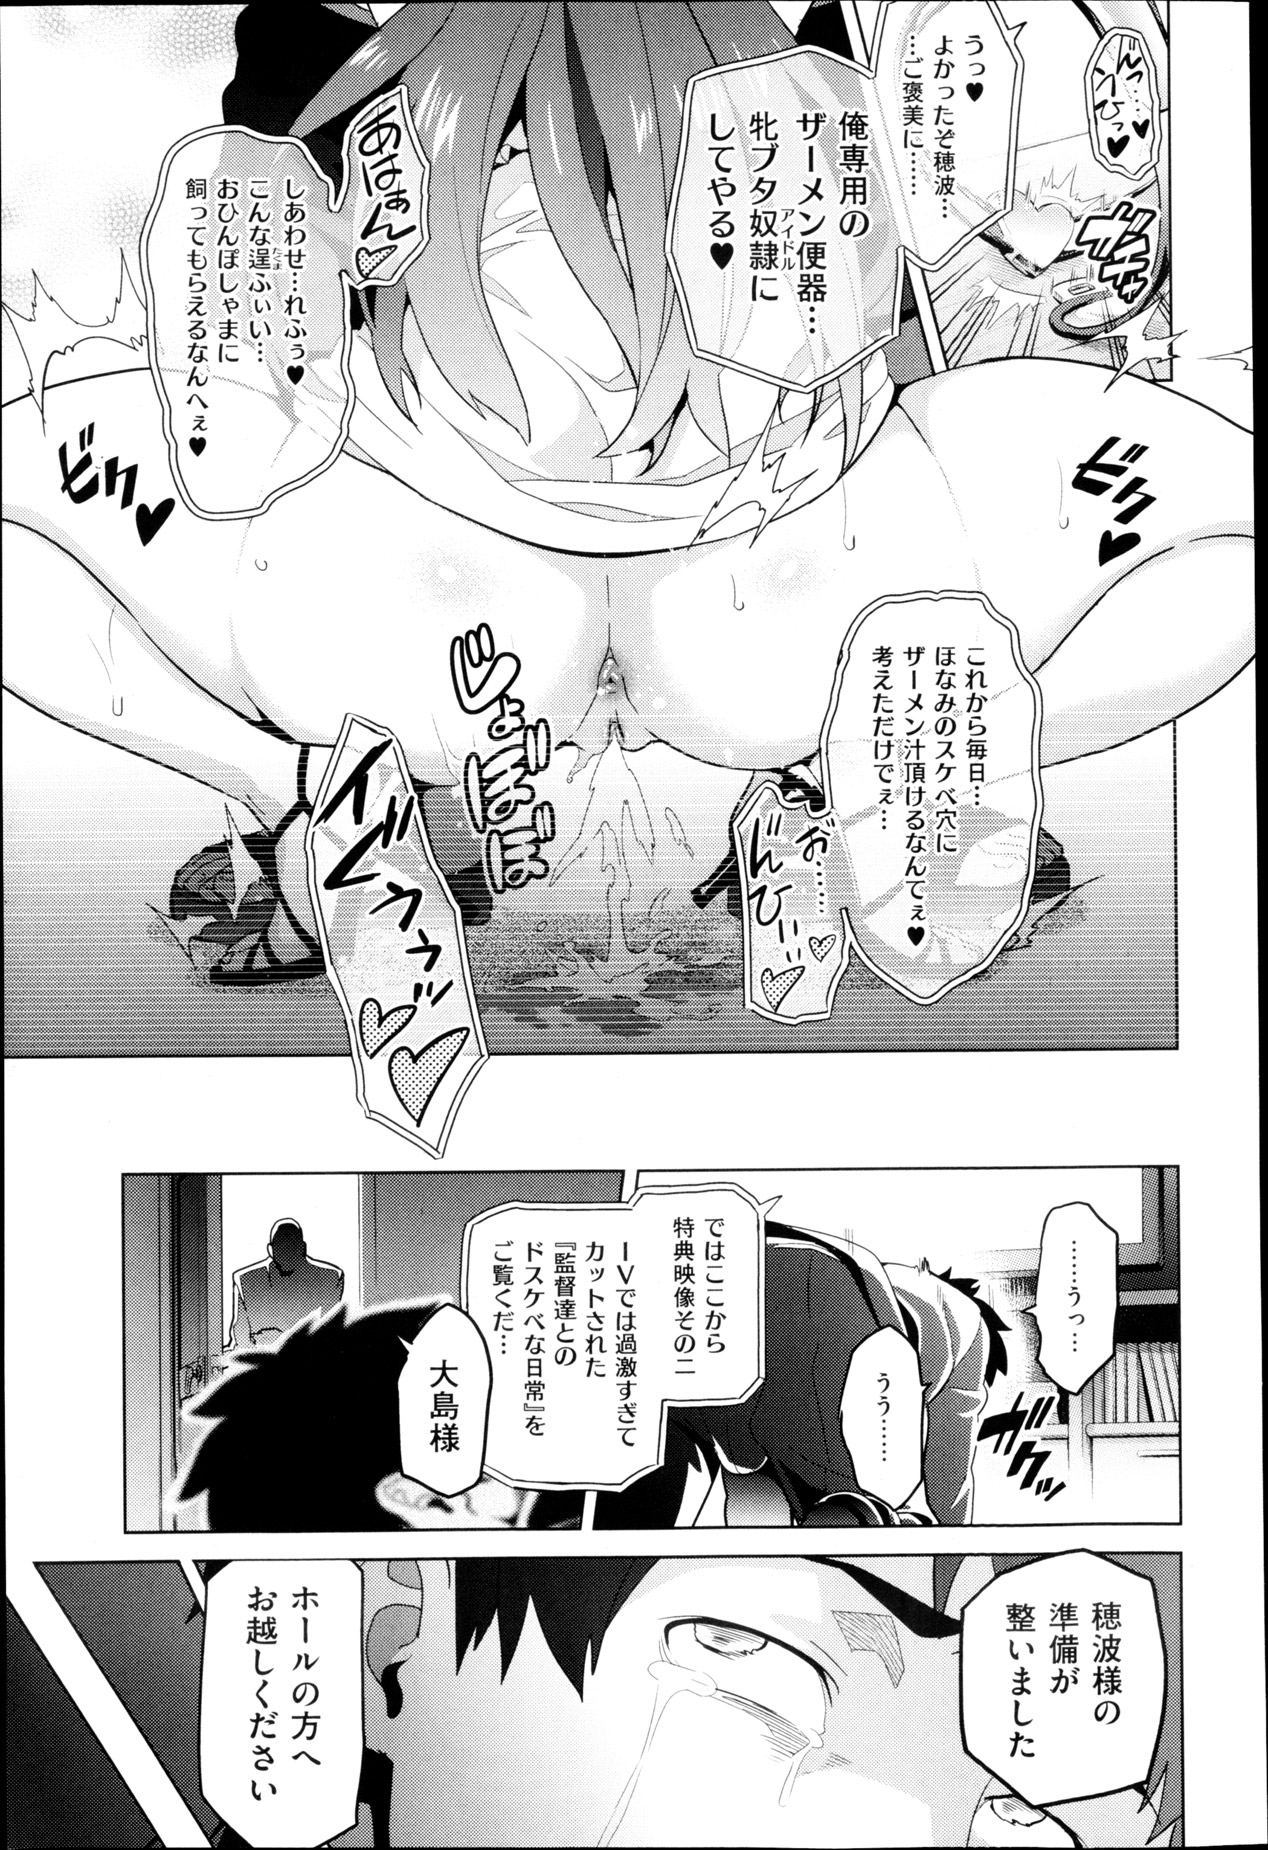 んっ…
くひっ♥
うっ♥
よかったぞ穂波…
…ご褒美に……
ガギャ
俺専用の
ザーメン便器…
牝ブタ奴隷に
アイドル
してやる♥
あはぁん♡
しあわせ…れふぅ♥
こんな逞ふぃい…
たま
おひんぽしゃまに
飼ってもらえるなんへぇ♥
ビクッ♥
ビクッ♥
これから毎日…
ほなみのスケベ穴に
ザーメン汁頂けるなんてぇ♥
考えただけでぇ…
お……
んひぃぃ♡
じょぼぼぼ
イグぅうッ♡♡
……うっ…
うう……
ガクッ
ではここから
特典映像その二
IVでは過激すぎて
カットされた
『監督達との
ドスケベな日常』を
ご覧くだ…
大島様
穂波様の
準備が
整いました
ホールの方へ
お越しください